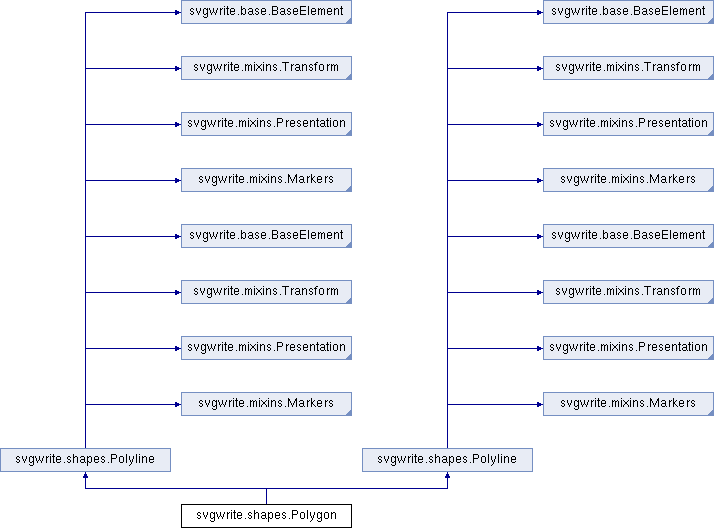 svgwrite.base.BaseElement svgwrite.base.BaseElement
svgwrite.mixins.Transform svgwrite.mixins.Transform
svgwrite.mixins.Presentation svgwrite.mixins.Presentation
svgwrite.mixins.Markers svgwrite.mixins.Markers
svgwrite.base.BaseElement svgwrite.base.BaseElement
svgwrite.mixins.Transform svgwrite.mixins.Transform
svgwrite.mixins.Presentation svgwrite.mixins.Presentation
svgwrite.mixins.Markers svgwrite.mixins.Markers
svgwrite.shapes.Polyline svgwrite.shapes.Polyline
svgwrite.shapes.Polygon